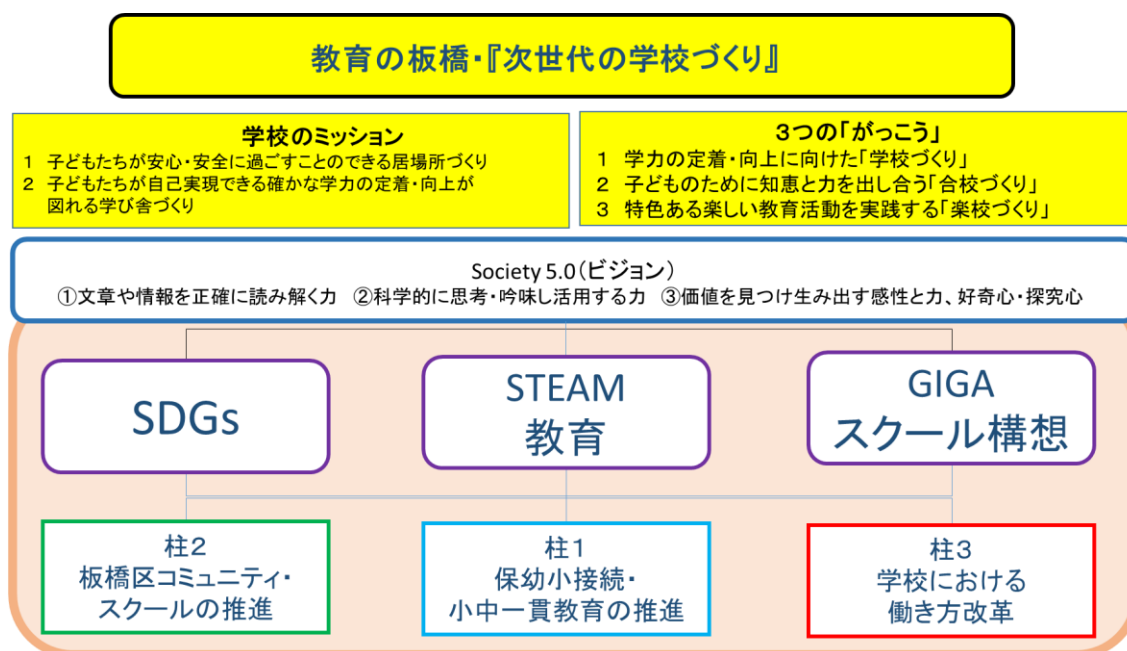 教育の板橋・『次世代の学校づくり』
学校のミッション
1 子どもたちが安心・安全に過ごすことのできる居場所づくり
2 子どもたちが自己実現できる確かな学力の定着・向上が
図れる学び舎づくり
3つの「がっこう」
1 学力の定着・向上に向けた「学校づくり」
2 子どものために知恵と力を出し合う「合校づくり」
3 特色ある楽しい教育活動を実践する「楽校づくり」
Society 5.0(ビジョン)
①文章や情報を正確に読み解く力 ②科学的に思考・吟味し活用する力 ③価値を見つけ生み出す感性と力、好奇心・探究心
SDGs
STEAM
教育
GIGA
スクール構想
柱2
板橋区コミュニティ・
スクールの推進
柱1
保幼小接続・
小中一貫教育の推進
柱3
学校における
働き方改革